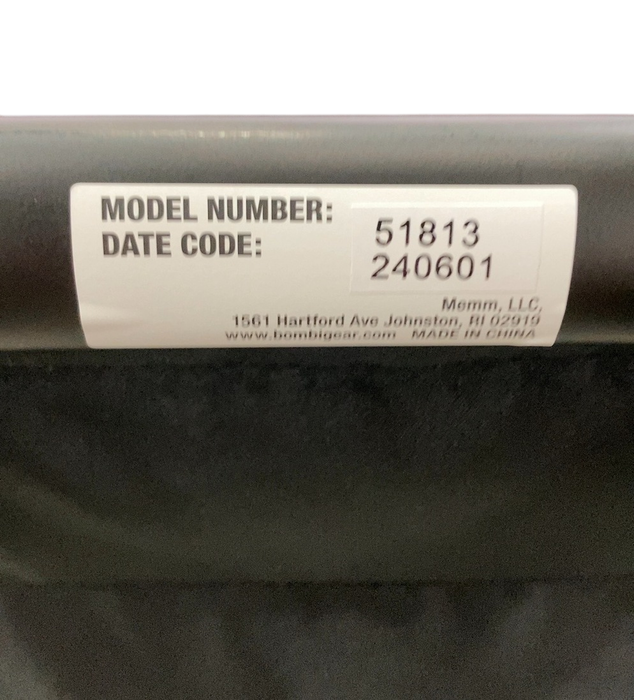 MODEL NUMBER: 51813
DATE CODE: 240601
Memm, LLC,
1561 Hartford Ave Johnston, RI 02919
www.bombigear.com MADE IN CHINA